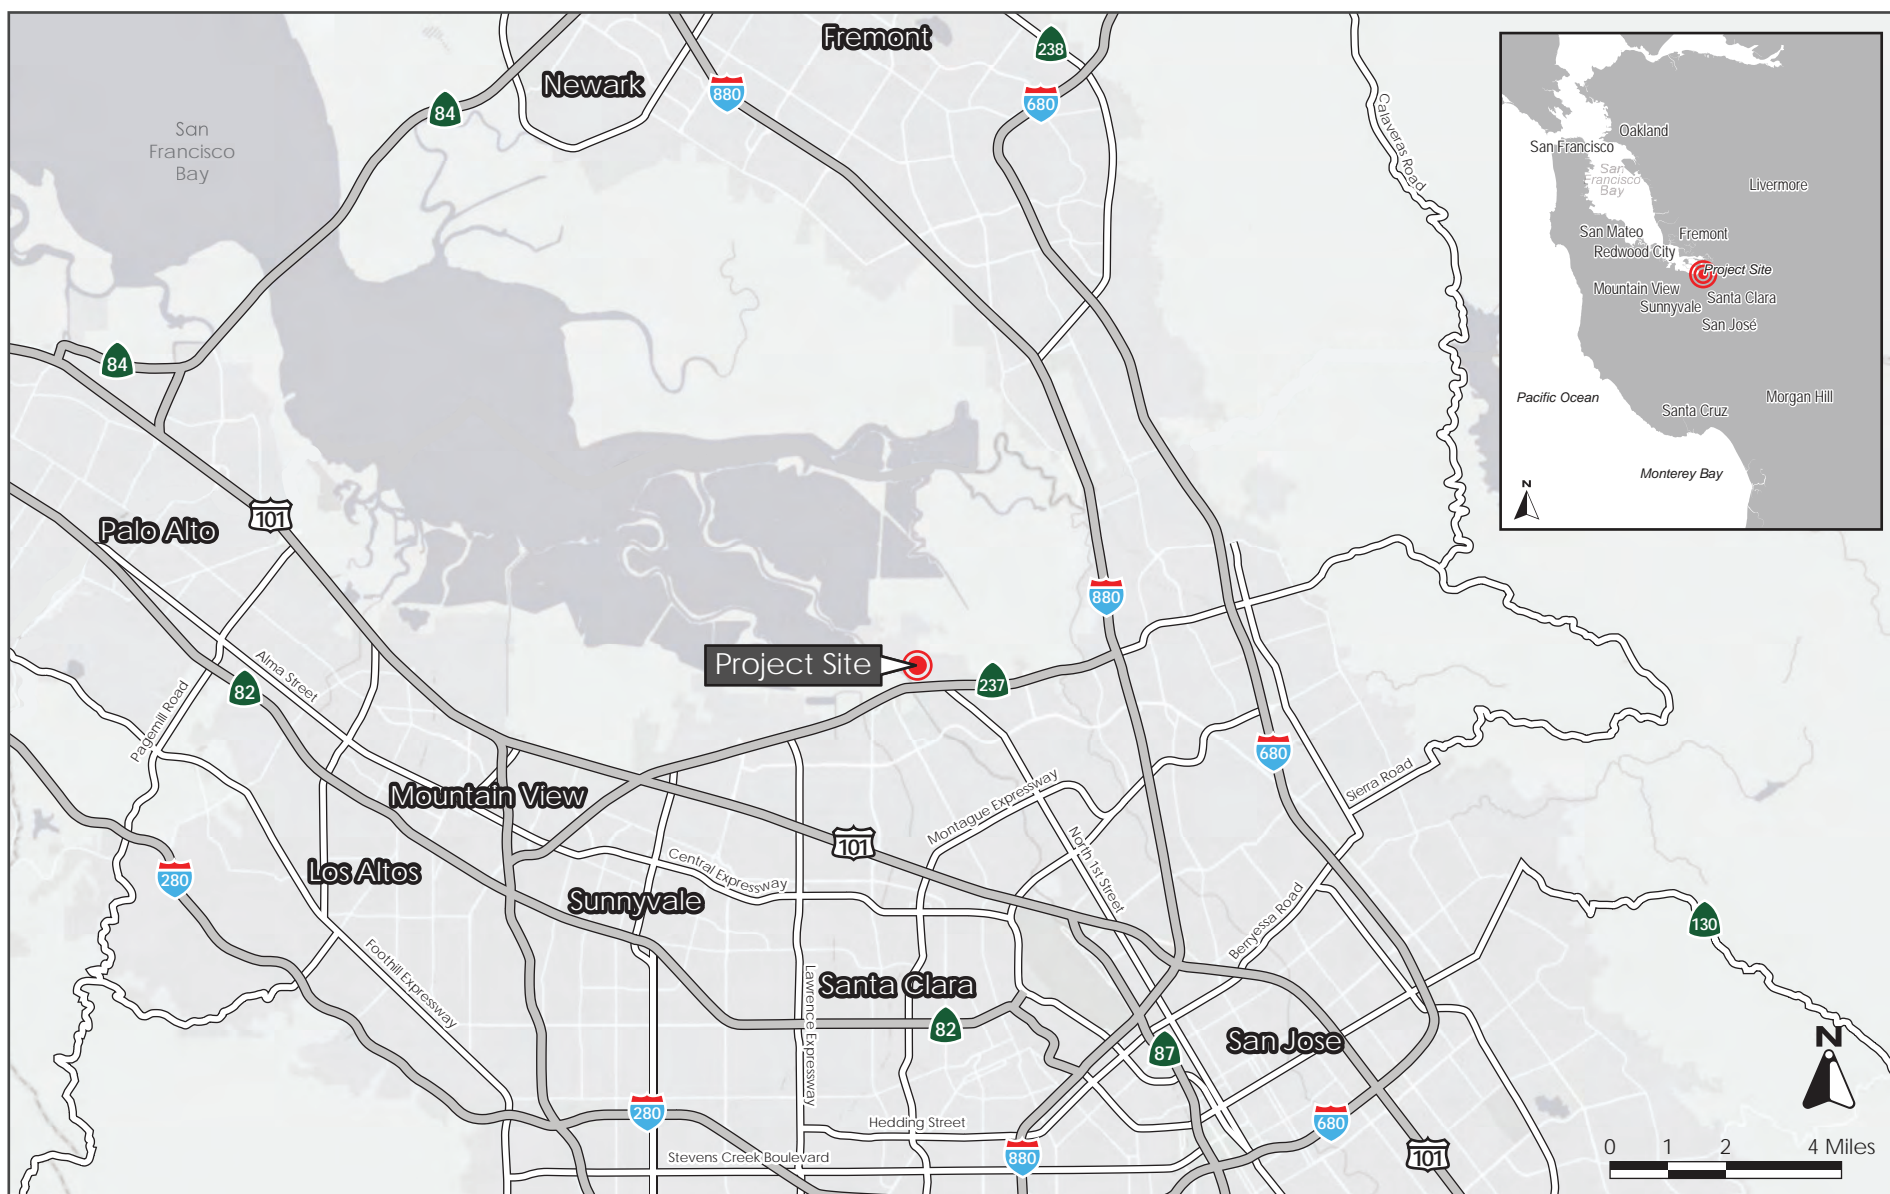 Fremont
238
Newark
880
680
84
San
Francisco
Bay
Calaveras Road
84
101
Palo Alto
880
Project Site
237
Alma Street
82
Pagemill Road
680
Sierra Road
Mountain View
Montague Expressway
101
North 1st Street
Central Expressway
Los Altos
280
Sunnyvale
Berryessa Road
130
Foothill Expressway
Lawrence Expressway
Santa Clara
82
San Jose
87
280
Hedding Street
680
880
Stevens Creek Boulevard
101
N
0 1 2 4 Miles
Oakland
San Francisco
San
Francisco
Bay
Livermore
San Mateo
Fremont
Redwood City
Project Site
Mountain View
Santa Clara
Sunnyvale
San José
Pacific Ocean
Morgan Hill
Santa Cruz
Monterey Bay
N